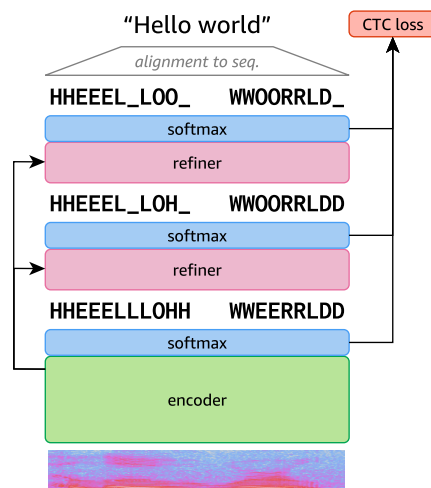 “Hello world”
CTC loss
alignment to seq.
HHEEEL_LOO_ WWOORRLD_
softmax
refiner
HHEEEL_LOH_ WWOORRLDD
softmax
refiner
HHEEELLLOHH WWEERRLDD
softmax
encoder